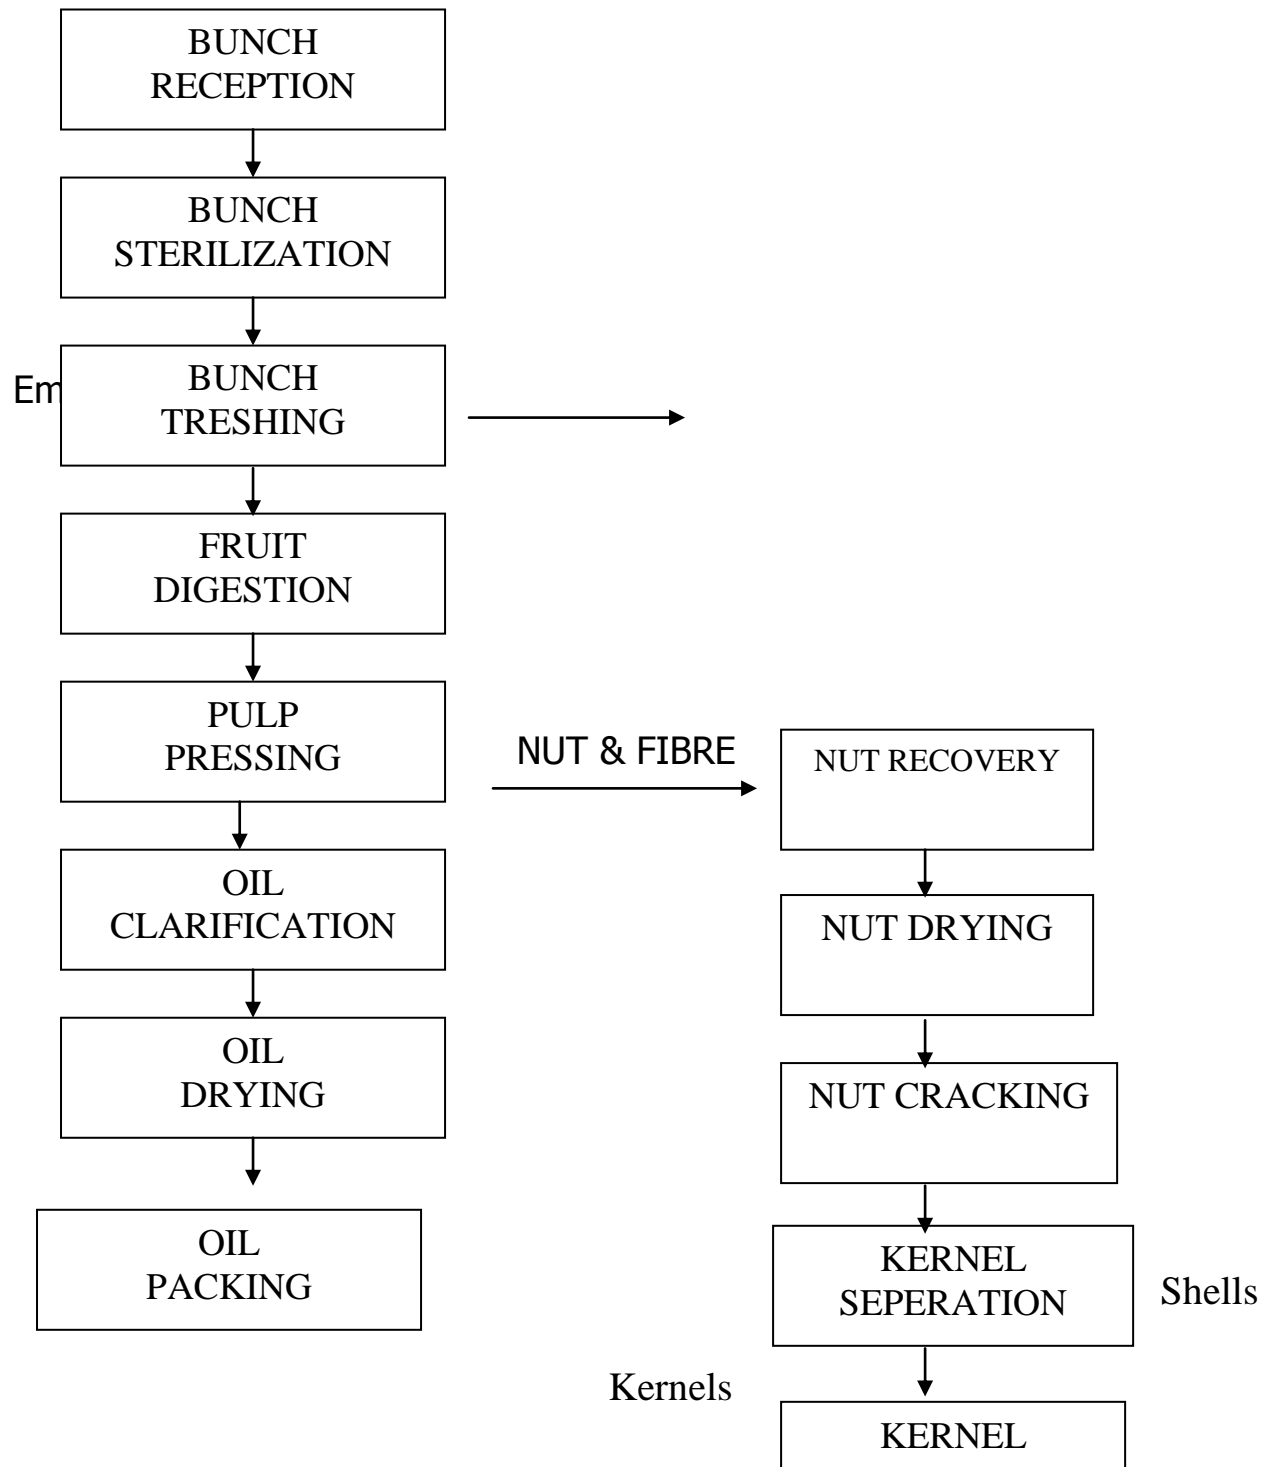 BUNCH
RECEPTION
BUNCH
STERILIZATION
Em
BUNCH
TRESHING
FRUIT
DIGESTION
PULP
PRESSING
NUT & FIBRE
NUT RECOVERY
OIL
CLARIFICATION
NUT DRYING
OIL
DRYING
NUT CRACKING
OIL
PACKING
KERNEL
SEPERATION
Shells
Kernels
KERNEL